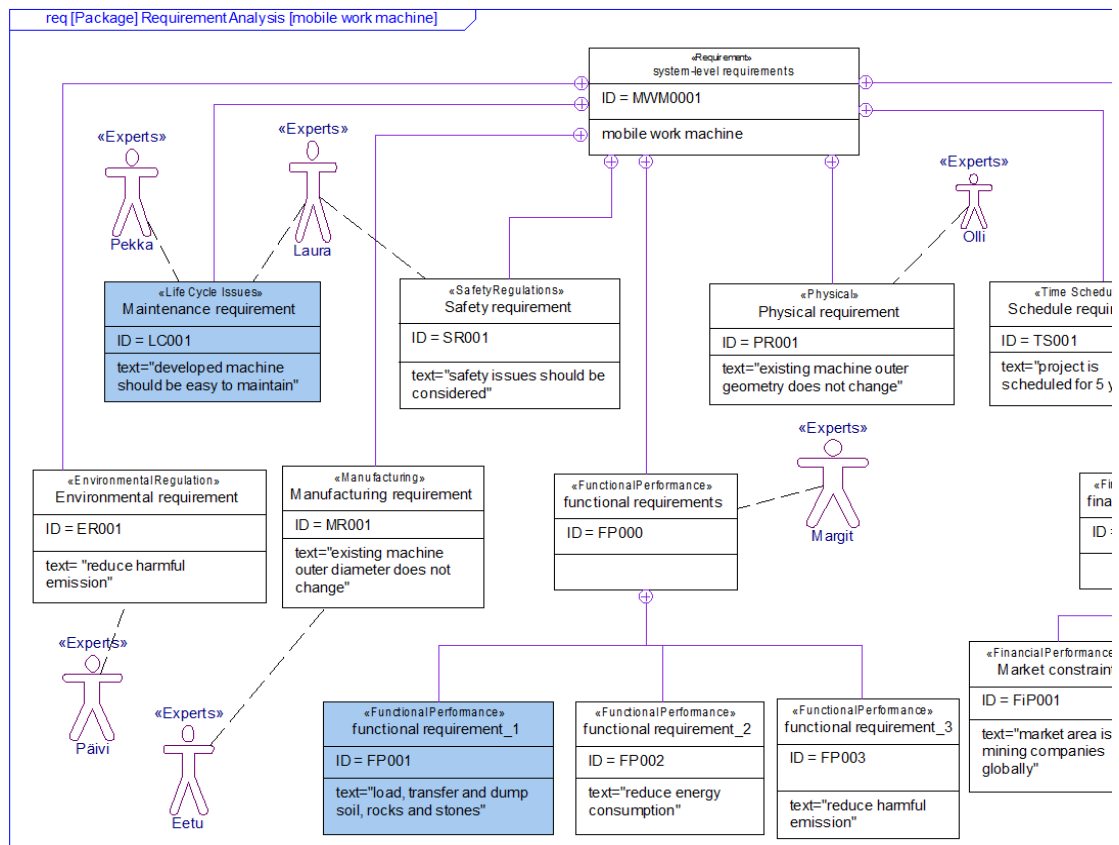 req [Package] Requirement Analysis [mobile work machine]
«Requirement»
system-level requirements
ID = MWM0001
mobile work machine
«Experts»
Pekka
«Experts»
Laura
«Experts»
Olli
«Life Cycle Issues»
Maintenance requirement
ID = LC001
text="developed machine
should be easy to maintain"
«SafetyRegulations»
Safety requirement
ID = SR001
text="safety issues should be
considered"
«Physical»
Physical requirement
ID = PR001
text="existing machine outer
geometry does not change"
«Time Schedu
Schedule requir
ID = TS001
text="project is
scheduled for 5 y
«EnvironmentalRegulation»
Environmental requirement
ID = ER001
text= "reduce harmful
emission"
«Manufacturing»
Manufacturing requirement
ID = MR001
text="existing machine
outer diameter does not
change"
«FunctionalPerformance»
functional requirements
ID = FP000
«Experts»
Margit
«Fi
fina
ID =
«Experts»
Päivi
«Experts»
Eetu
«FunctionalPerformance»
functional requirement_1
ID = FP001
text="load, transfer and dump
soil, rocks and stones"
«FunctionalPerformance»
functional requirement_2
ID = FP002
text="reduce energy
consumption"
«FunctionalPerformance»
functional requirement_3
ID = FP003
text="reduce harmful
emission"
«FinancialPerformance
Market constraint
ID = FiP001
text="market area is
mining companies
globally"